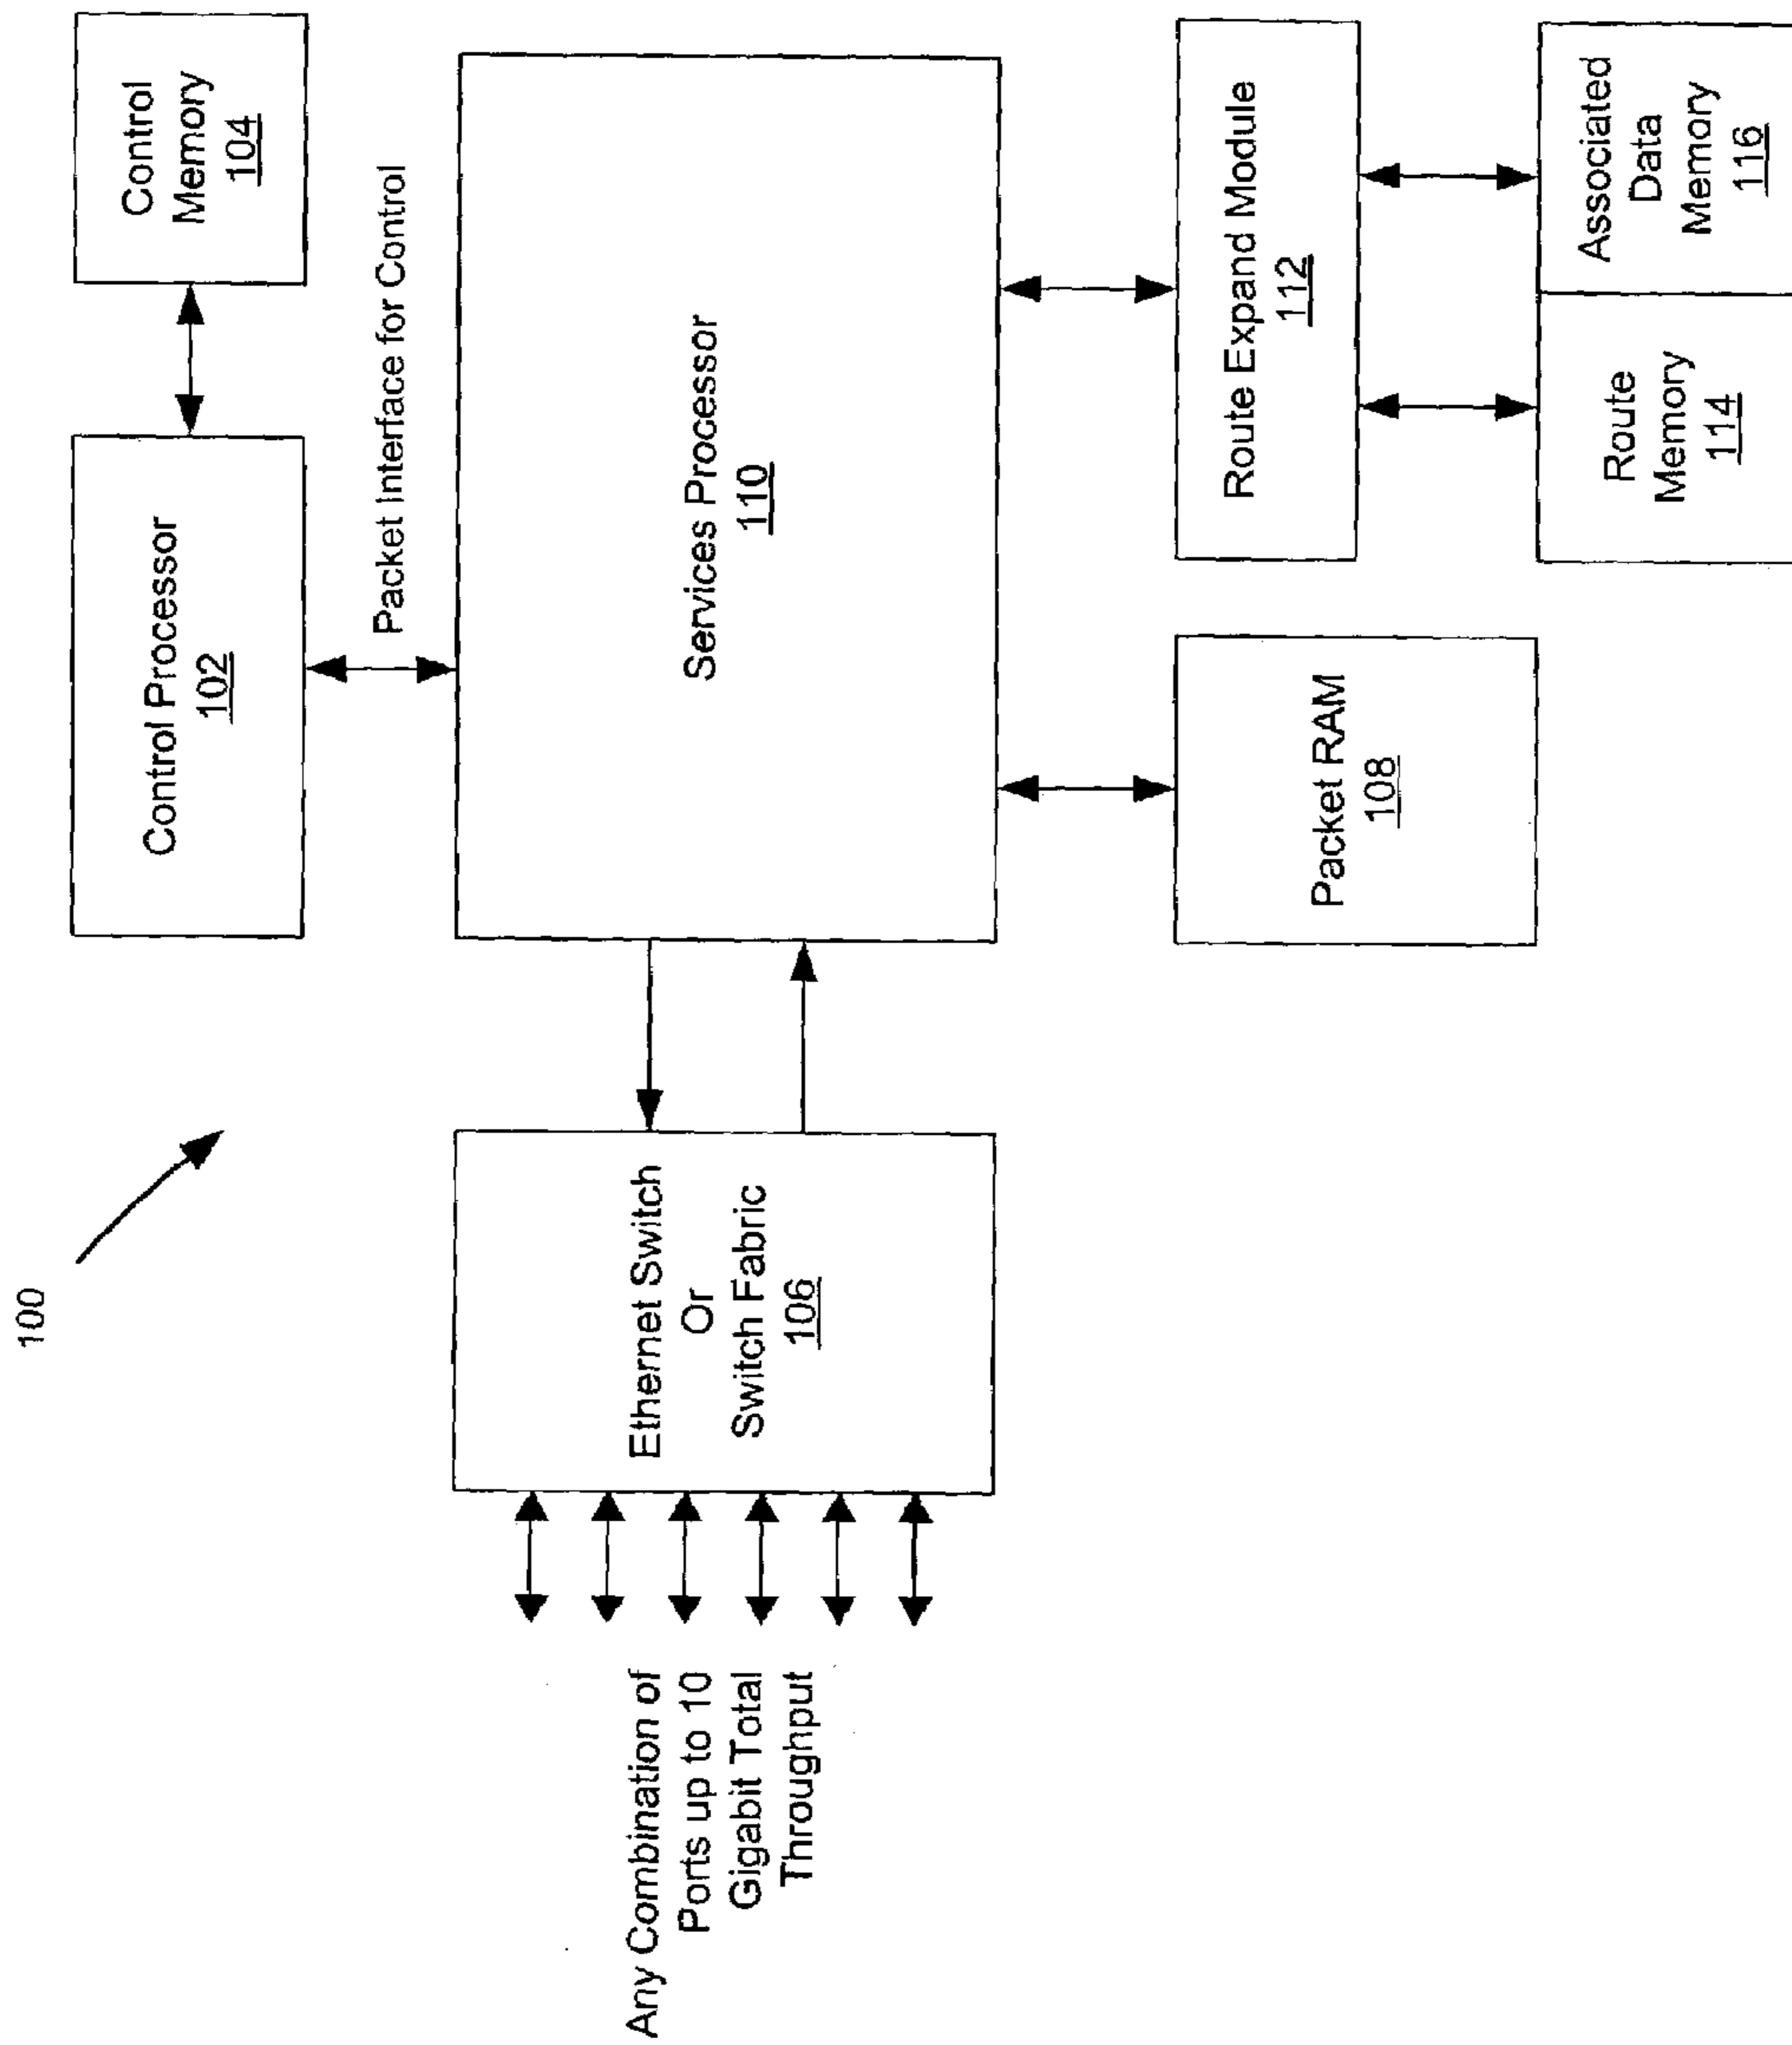 100
Control Processor
102
Control
Memory
104
Packet Interface for Control
Any Combination of
Ports up to 10
Gigabit Total
Throughput
Ethernet Switch
Or
Switch Fabric
106
Services Processor
110
Packet RAM
108
Route Expand Module
112
Route
Memory
114
Associated
Data
Memory
116